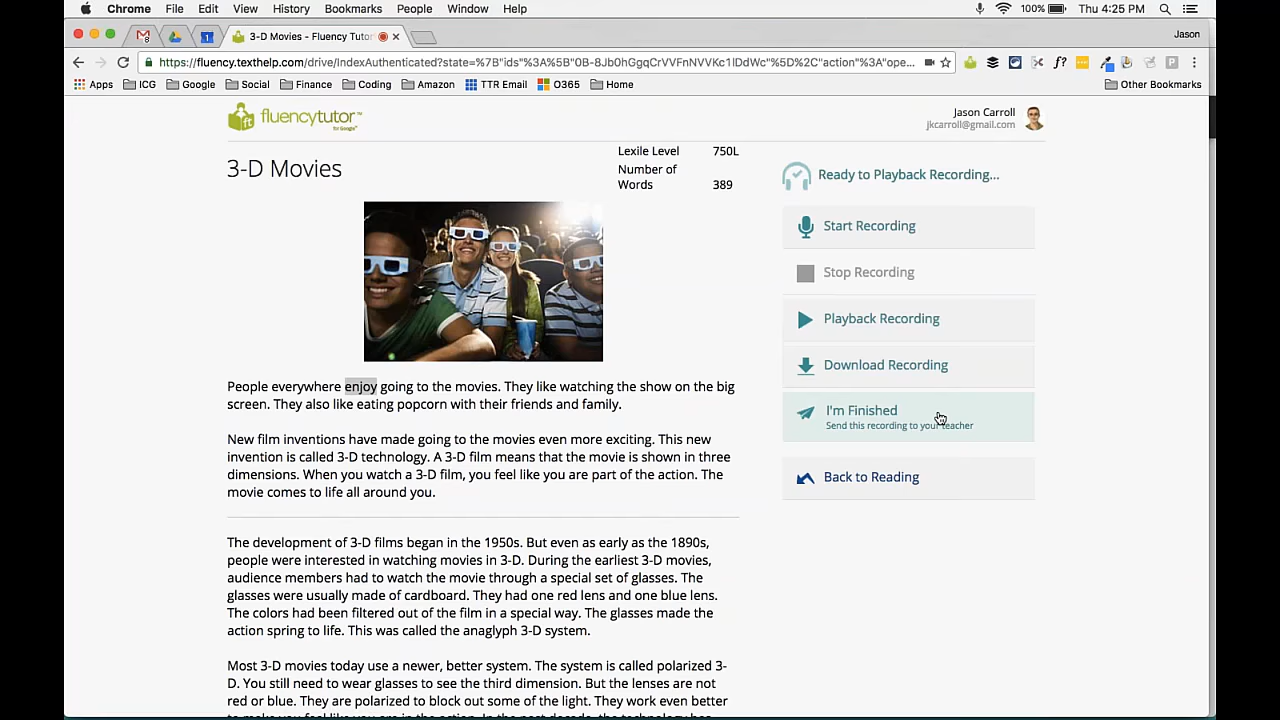 Chrome File Edit View History Bookmarks People Window Help 100% Thu 4:25 PM
3-D Movies - Fluency Tutor Jason
https://fluency.texthelp.com/drive/IndexAuthenticated?state=%7B"ids"%3A%5B"0B-8Jb0hGgqCrVVFnNVVKc1lDdWc"%5D%2C"action"%3A"ope...
Apps ICG Google Social Finance Coding Amazon TTR Email O365 Home Other Bookmarks
fluencytutor™
for Google™
Jason Carroll
jkcarroll@gmail.com
3-D Movies
Lexile Level 750L
Number of
Words 389
Ready to Playback Recording...
Start Recording
Stop Recording
Playback Recording
Download Recording
I'm Finished
Send this recording to your teacher
Back to Reading
People everywhere enjoy going to the movies. They like watching the show on the big
screen. They also like eating popcorn with their friends and family.
New film inventions have made going to the movies even more exciting. This new
invention is called 3-D technology. A 3-D film means that the movie is shown in three
dimensions. When you watch a 3-D film, you feel like you are part of the action. The
movie comes to life all around you.
The development of 3-D films began in the 1950s. But even as early as the 1890s,
people were interested in watching movies in 3-D. During the earliest 3-D movies,
audience members had to watch the movie through a special set of glasses. The
glasses were usually made of cardboard. They had one red lens and one blue lens.
The colors had been filtered out of the film in a special way. The glasses made the
action spring to life. This was called the anaglyph 3-D system.
Most 3-D movies today use a newer, better system. The system is called polarized 3-
D. You still need to wear glasses to see the third dimension. But the lenses are not
red or blue. They are polarized to block out some of the light. They work even better